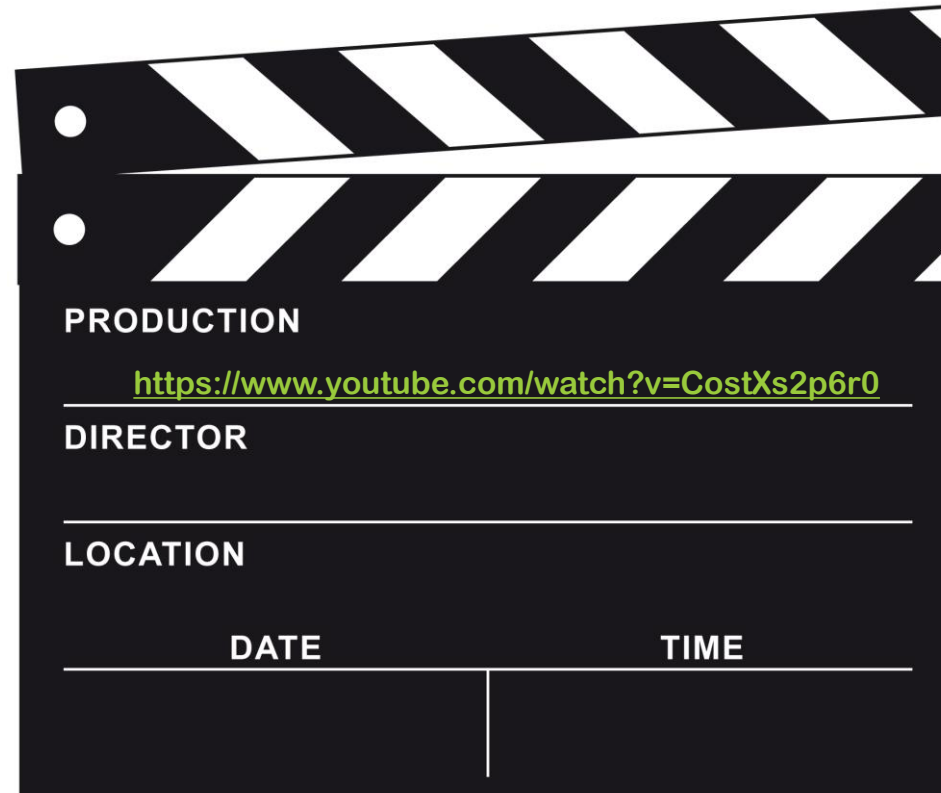 PRODUCTION
https://www.youtube.com/watch?v=CostXs2p6r0
DIRECTOR
LOCATION
DATE TIME